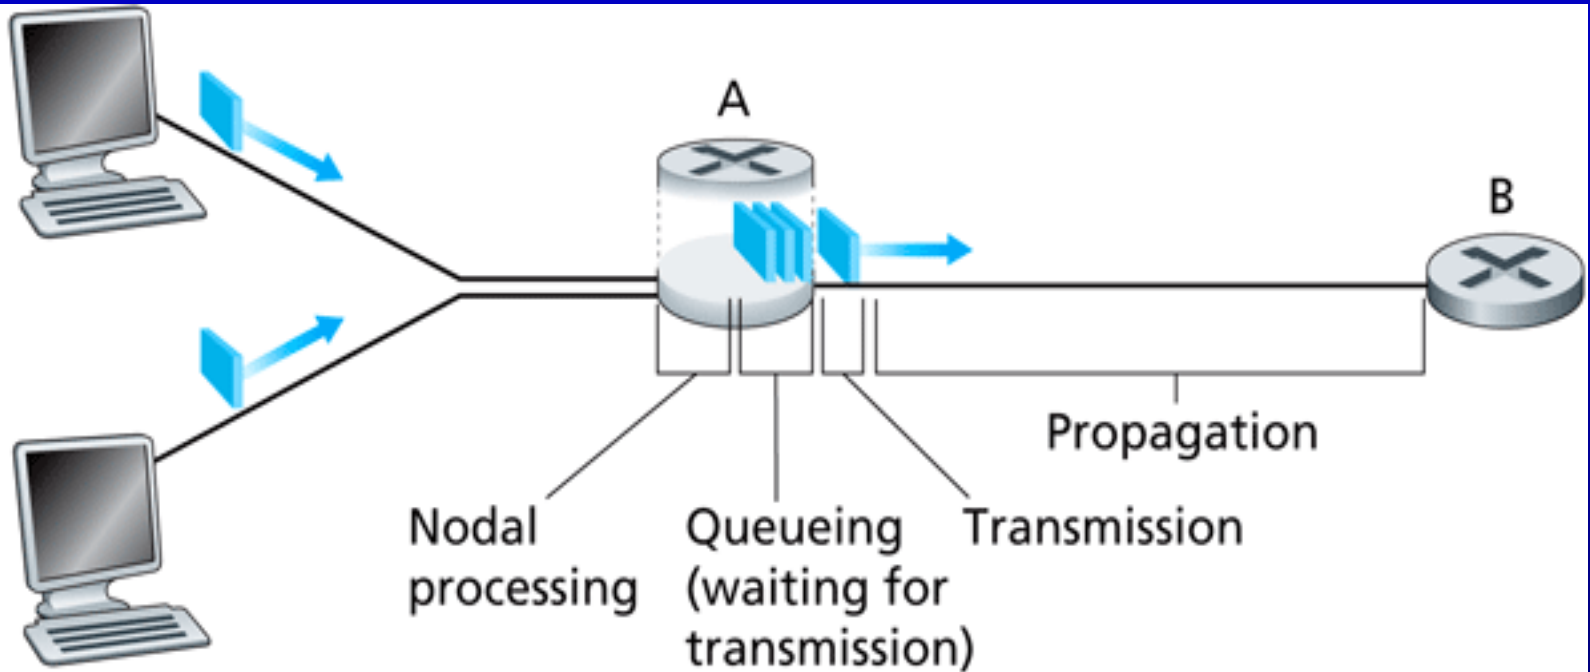 A
B
Propagation
Nodal
processing
Queueing
(waiting for
transmission)
Transmission